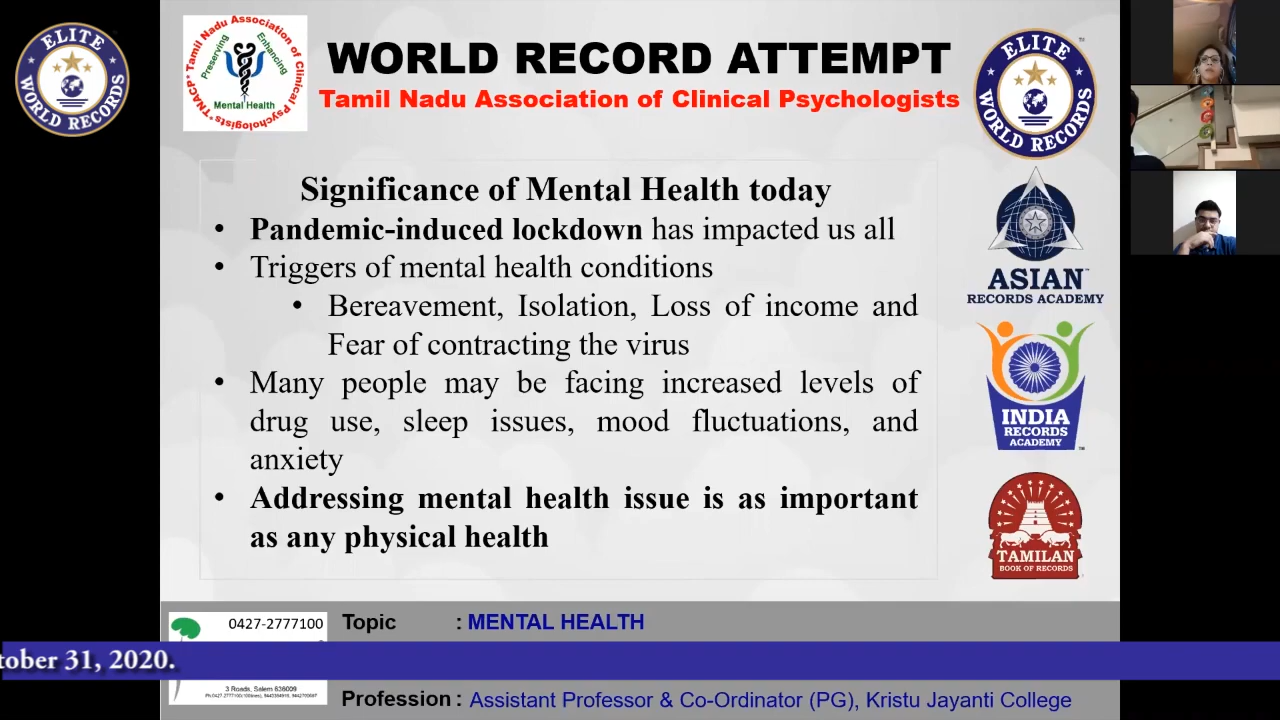 ELITE
WORLD RECORDS
Tamil Nadu Association of Clinical Psychologists
TNACP
Preserving
Enhancing
Mental Health
WORLD RECORD ATTEMPT
Tamil Nadu Association of Clinical Psychologists
ELITE
WORLD RECORDS
Significance of Mental Health today
• Pandemic-induced lockdown has impacted us all
• Triggers of mental health conditions
• Bereavement, Isolation, Loss of income and
Fear of contracting the virus
• Many people may be facing increased levels of
drug use, sleep issues, mood fluctuations, and
anxiety
• Addressing mental health issue is as important
as any physical health
ASIAN
RECORDS ACADEMY
INDIA
RECORDS
ACADEMY
TAMILAN
BOOK OF RECORDS
0427-2777100
Topic : MENTAL HEALTH
tober 31, 2020.
3 Roads, Salem 636009
Profession : Assistant Professor & Co-Ordinator (PG), Kristu Jayanti College